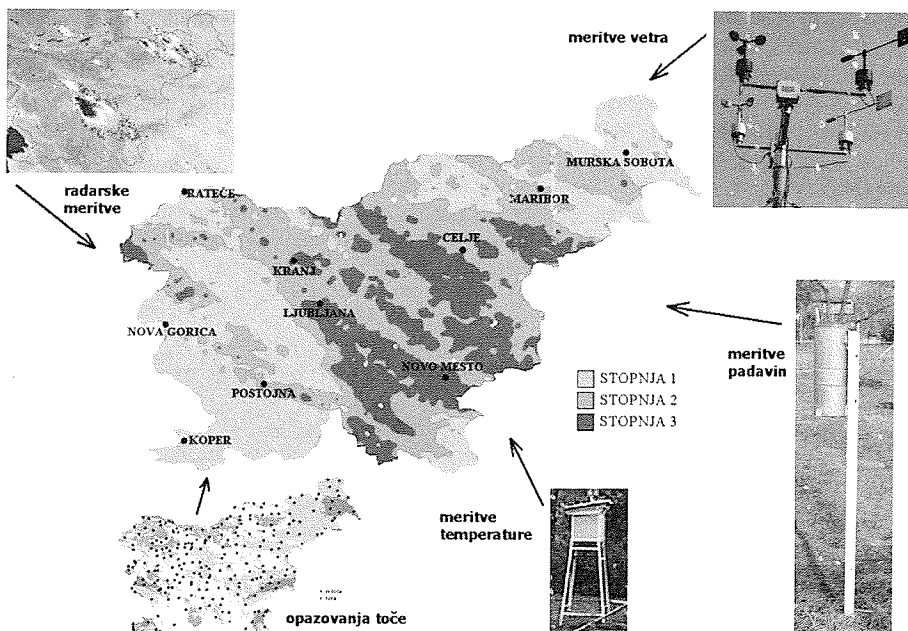 meritve vetra
radarske
meritve
RATEČE
MURSKA SOBOTA
MARIBOR
CELJE
KRANJ
LJUBLJANA
NOVA GORICA
NOVO MESTO
POSTOJNA
KOPER
STOPNJA 1
STOPNJA 2
STOPNJA 3
meritve
padavin
meritve
temperature
opazovanja toče